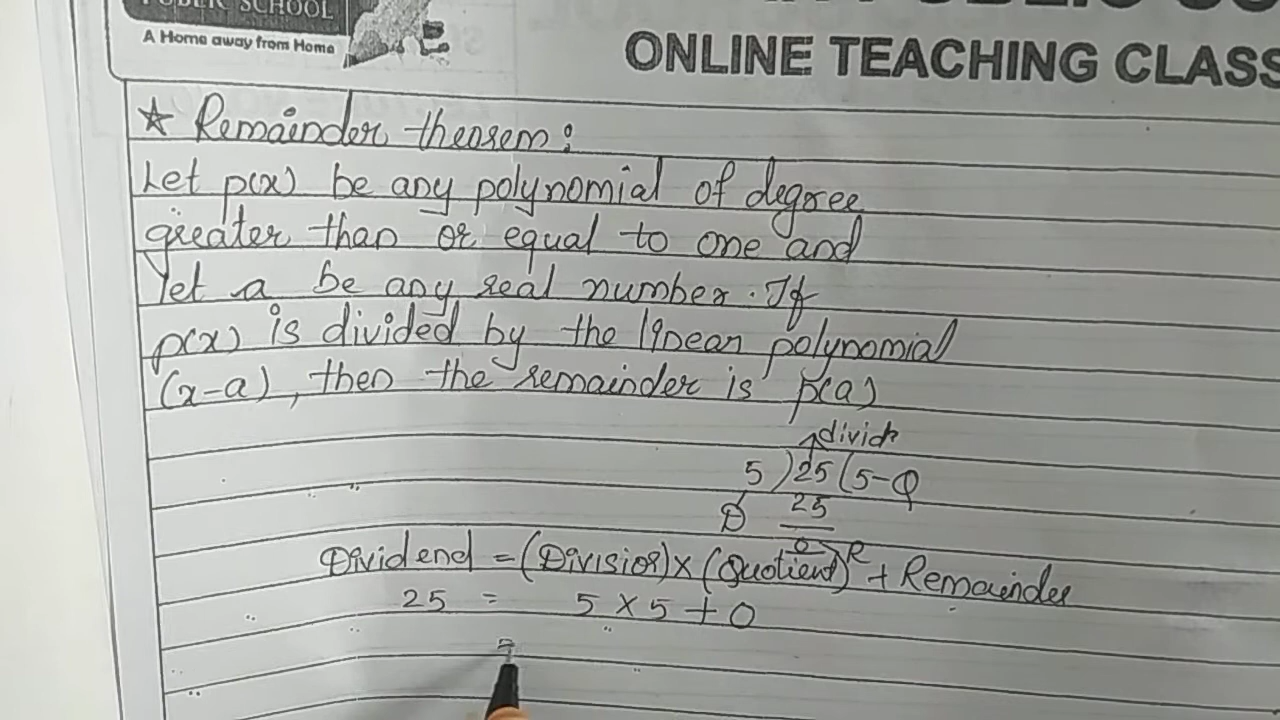 PUBLIC SCHOOL
A Home away from Home
ONLINE TEACHING CLASS
★ Remainder theorem:
Let p(x) be any polynomial of degree
greater than or equal to one and
let a be any real number. If
p(x) is divided by the linear polynomial
(x-a), then the remainder is p(a)
divid
5 ) 25 ( 5 - Q
D 25
0 R
Dividend = (Divisior) × (Quotient) + Remainder
25 = 5 × 5 + 0
=